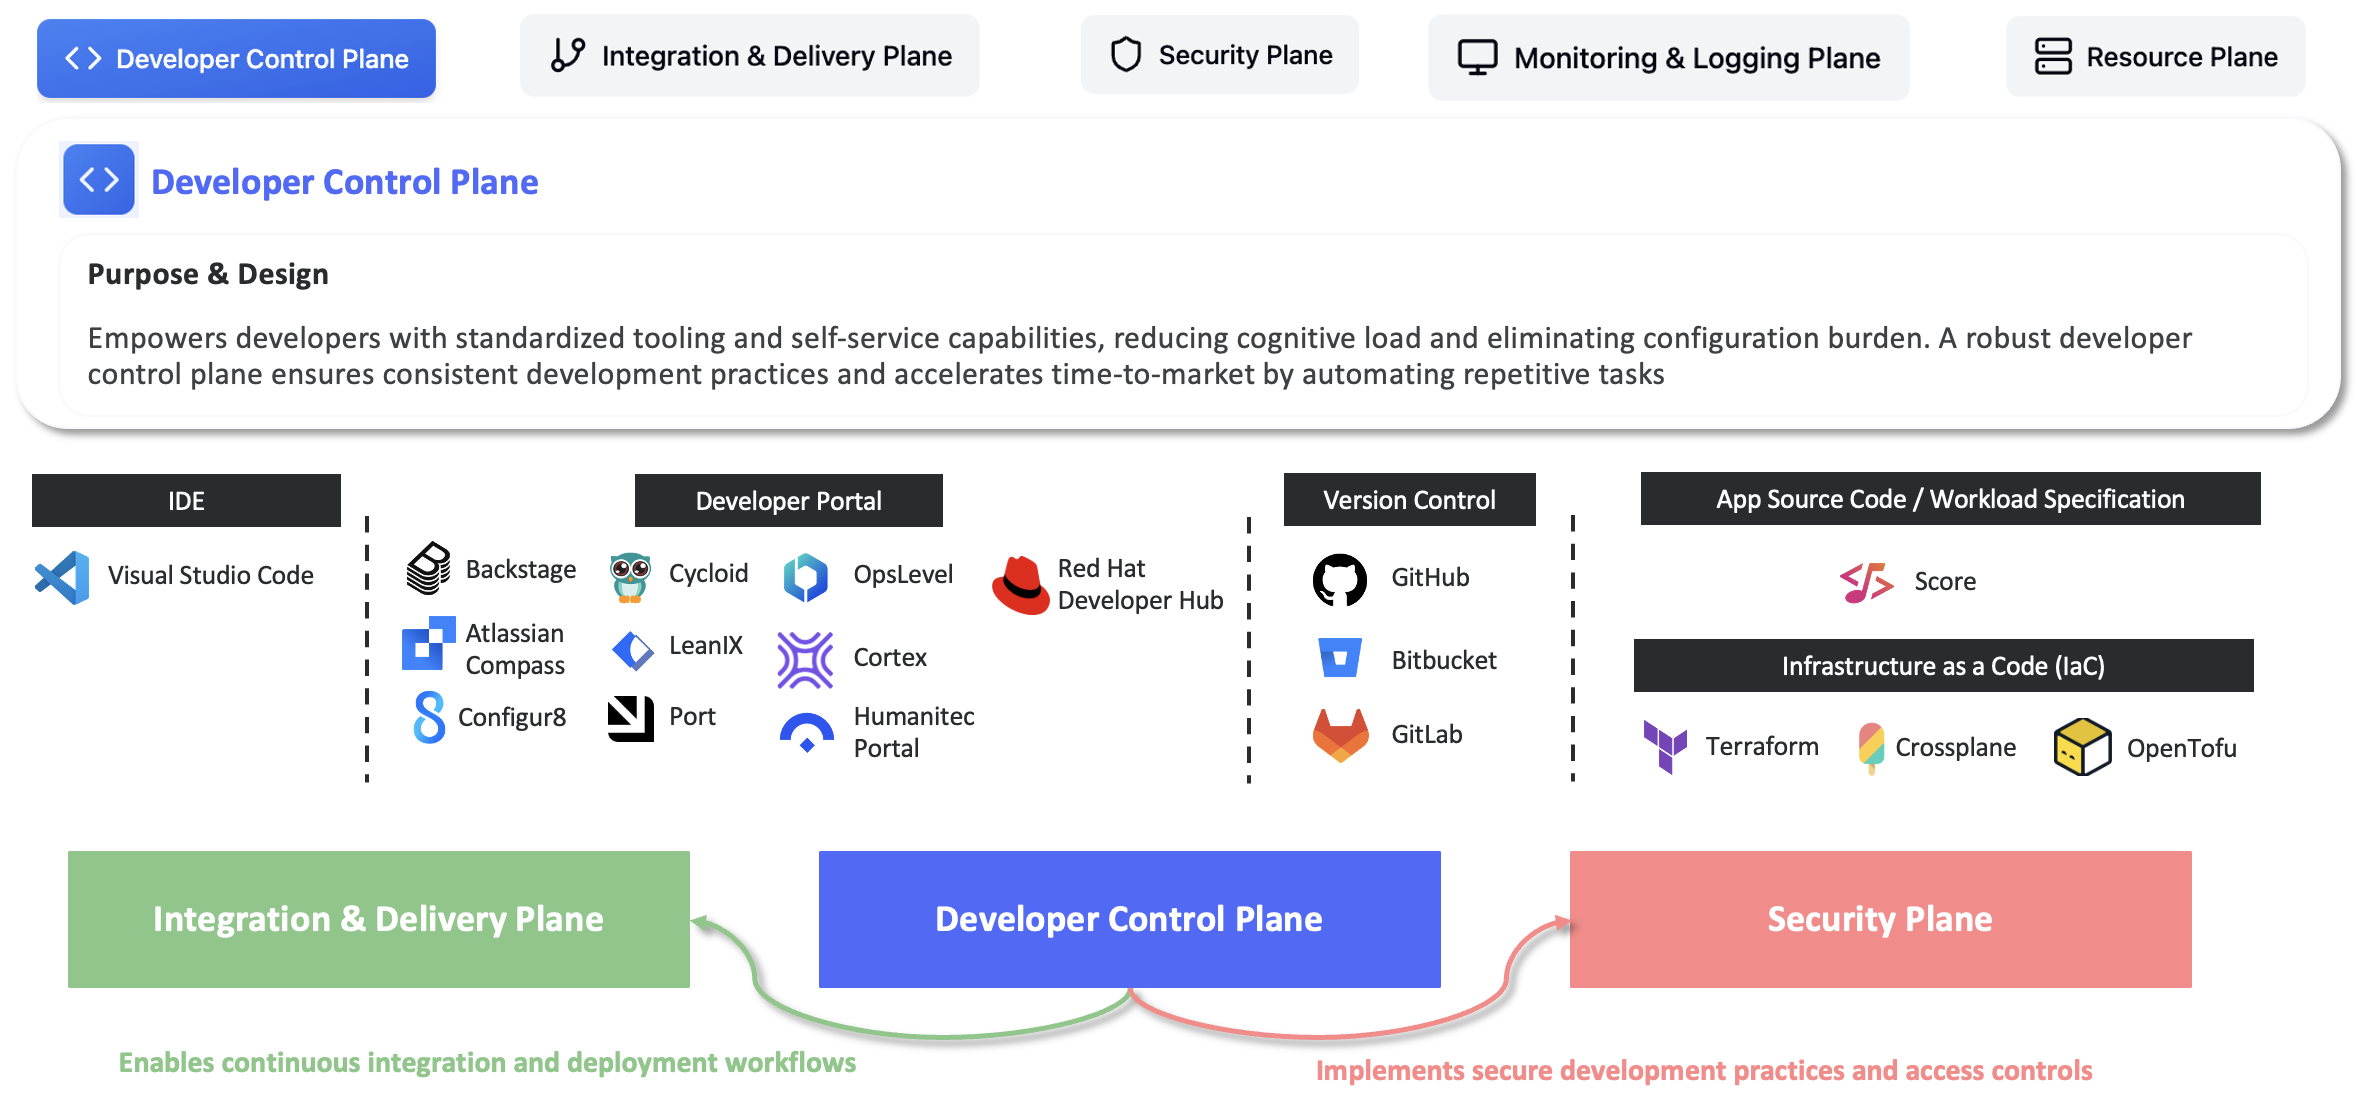 Developer Control Plane
Integration & Delivery Plane
Security Plane
Monitoring & Logging Plane
Resource Plane
Developer Control Plane
Purpose & Design
Empowers developers with standardized tooling and self-service capabilities, reducing cognitive load and eliminating configuration burden. A robust developer
control plane ensures consistent development practices and accelerates time-to-market by automating repetitive tasks
IDE
Visual Studio Code
Developer Portal
Backstage
Cycloid
OpsLevel
Red Hat
Developer Hub
Atlassian
Compass
LeanIX
Cortex
Configur8
Port
Humanitec
Portal
Version Control
GitHub
Bitbucket
GitLab
App Source Code / Workload Specification
Score
Infrastructure as a Code (IaC)
Terraform
Crossplane
OpenTofu
Integration & Delivery Plane
Developer Control Plane
Security Plane
Enables continuous integration and deployment workflows
Implements secure development practices and access controls